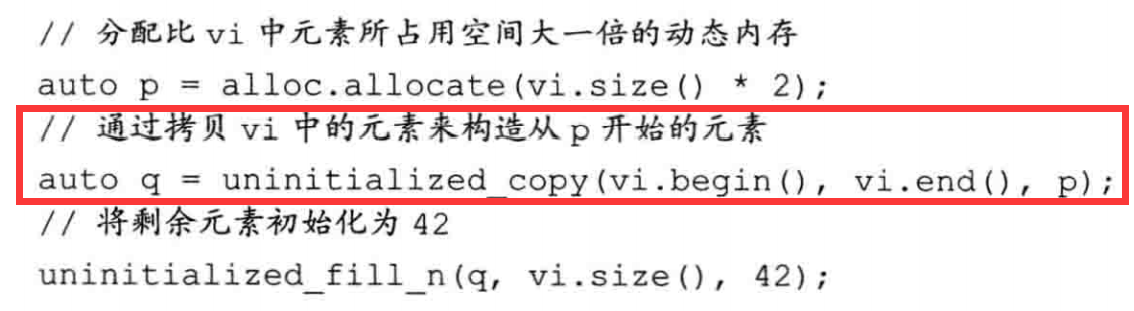 // 分配比 vi 中元素所占用空间大一倍的动态内存
auto p = alloc.allocate(vi.size() * 2);
// 通过拷贝 vi 中的元素来构造从 p 开始的元素
auto q = uninitialized_copy(vi.begin(), vi.end(), p);
// 将剩余元素初始化为 42
uninitialized_fill_n(q, vi.size(), 42);